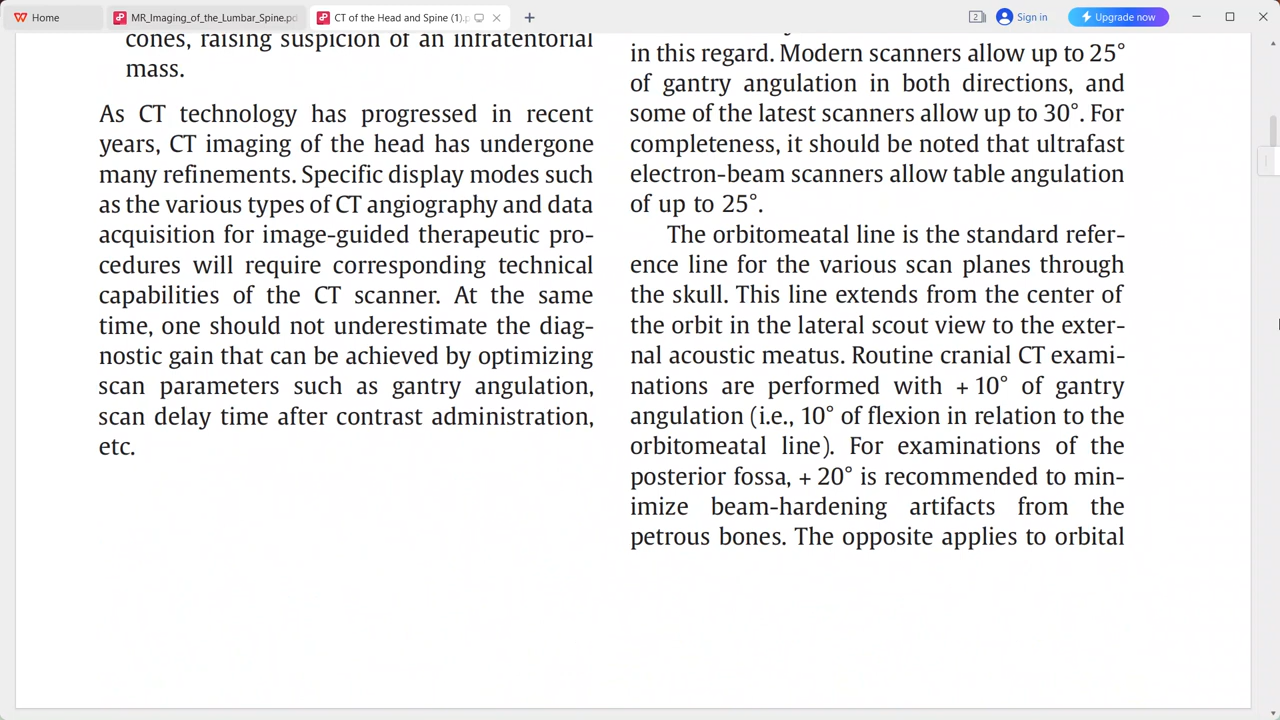 Home
MR_Imaging_of_the_Lumbar_Spine.pd
CT of the Head and Spine (1).p
2
Sign in
Upgrade now
cones, raising suspicion of an infratentorial
mass.
As CT technology has progressed in recent
years, CT imaging of the head has undergone
many refinements. Specific display modes such
as the various types of CT angiography and data
acquisition for image-guided therapeutic pro-
cedures will require corresponding technical
capabilities of the CT scanner. At the same
time, one should not underestimate the diag-
nostic gain that can be achieved by optimizing
scan parameters such as gantry angulation,
scan delay time after contrast administration,
etc.
in this regard. Modern scanners allow up to 25°
of gantry angulation in both directions, and
some of the latest scanners allow up to 30°. For
completeness, it should be noted that ultrafast
electron-beam scanners allow table angulation
of up to 25°.
The orbitomeatal line is the standard refer-
ence line for the various scan planes through
the skull. This line extends from the center of
the orbit in the lateral scout view to the exter-
nal acoustic meatus. Routine cranial CT exami-
nations are performed with + 10° of gantry
angulation (i.e., 10° of flexion in relation to the
orbitomeatal line). For examinations of the
posterior fossa, + 20° is recommended to min-
imize beam-hardening artifacts from the
petrous bones. The opposite applies to orbital